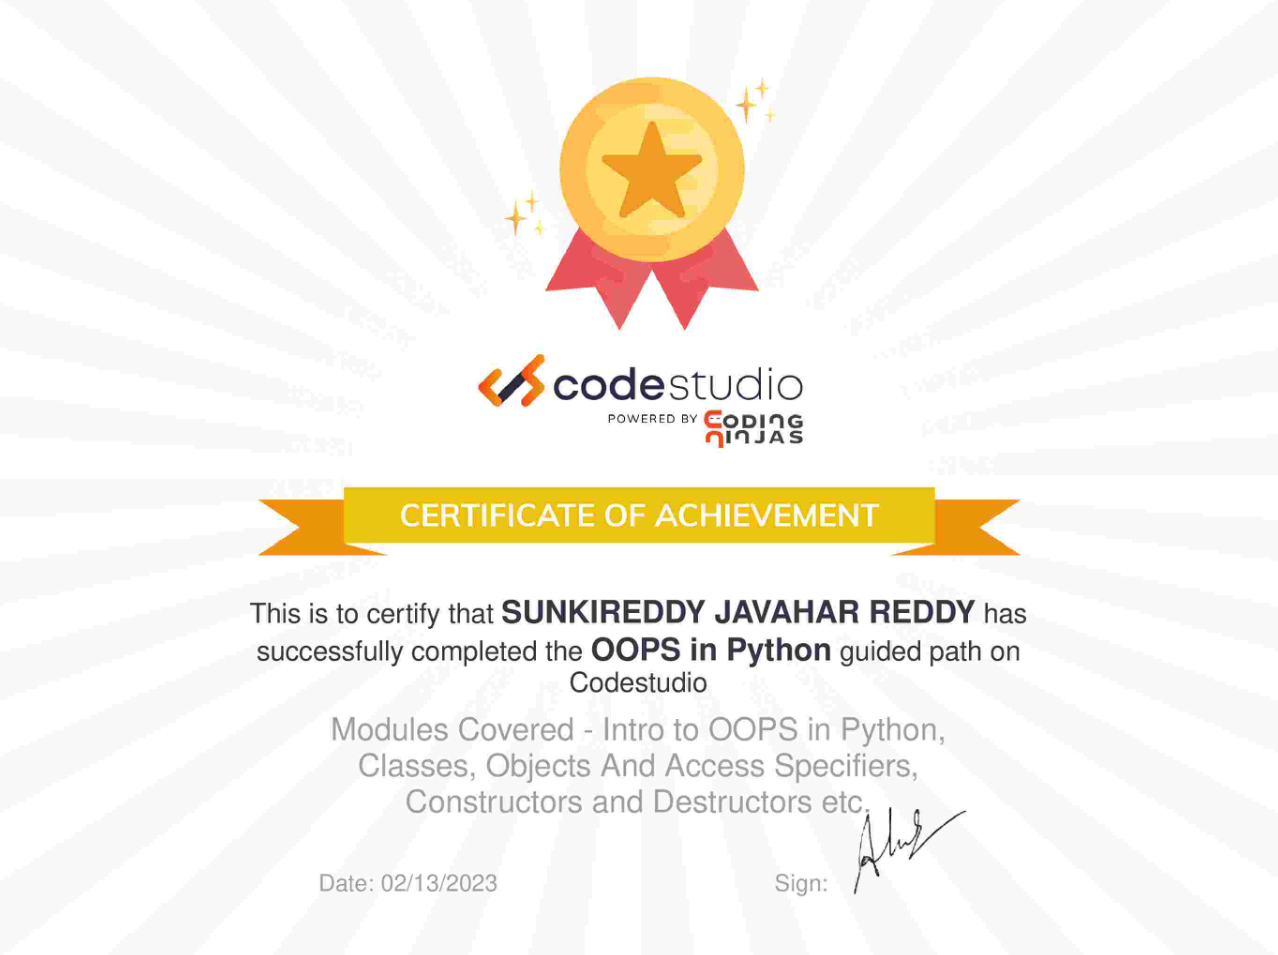 codestudio
POWERED BY CODING
NINJAS
CERTIFICATE OF ACHIEVEMENT
This is to certify that SUNKIREDDY JAVAHAR REDDY has
successfully completed the OOPS in Python guided path on
Codestudio
Modules Covered - Intro to OOPS in Python,
Classes, Objects And Access Specifiers,
Constructors and Destructors etc.
Date: 02/13/2023
Sign: